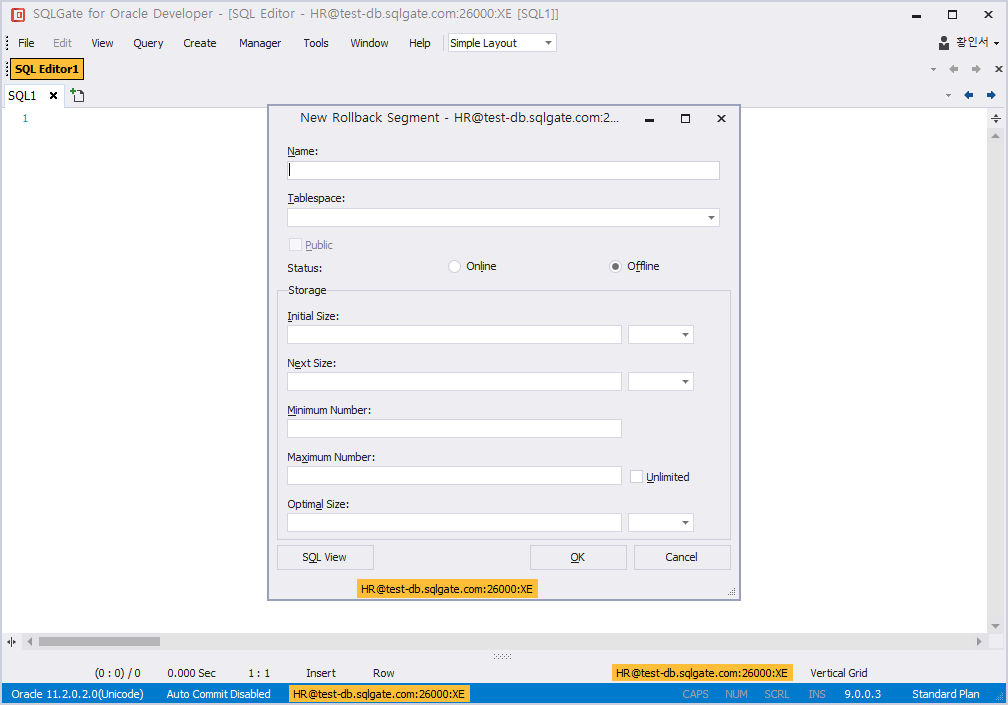 SQLGate for Oracle Developer - [SQL Editor - HR@test-db.sqlgate.com:26000:XE [SQL1]]
File Edit View Query Create Manager Tools Window Help Simple Layout 황인서
SQL Editor1
SQL1
1
New Rollback Segment - HR@test-db.sqlgate.com:2...
Name:
Tablespace:
Public
Status: Online Offline
Storage
Initial Size:
Next Size:
Minimum Number:
Maximum Number:
Unlimited
Optimal Size:
SQL View OK Cancel
HR@test-db.sqlgate.com:26000:XE
(0 : 0) / 0 0.000 Sec 1 : 1 Insert Row HR@test-db.sqlgate.com:26000:XE Vertical Grid
Oracle 11.2.0.2.0(Unicode) Auto Commit Disabled HR@test-db.sqlgate.com:26000:XE CAPS NUM SCRL INS 9.0.0.3 Standard Plan